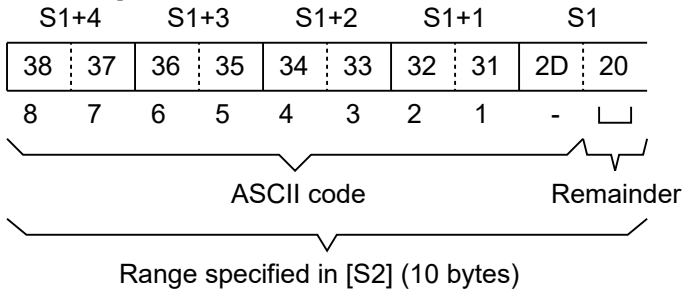 S1+4 S1+3 S1+2 S1+1 S1
38 37 36 35 34 33 32 31 2D 20
8 7 6 5 4 3 2 1 -
ASCII code Remainder
Range specified in [S2] (10 bytes)